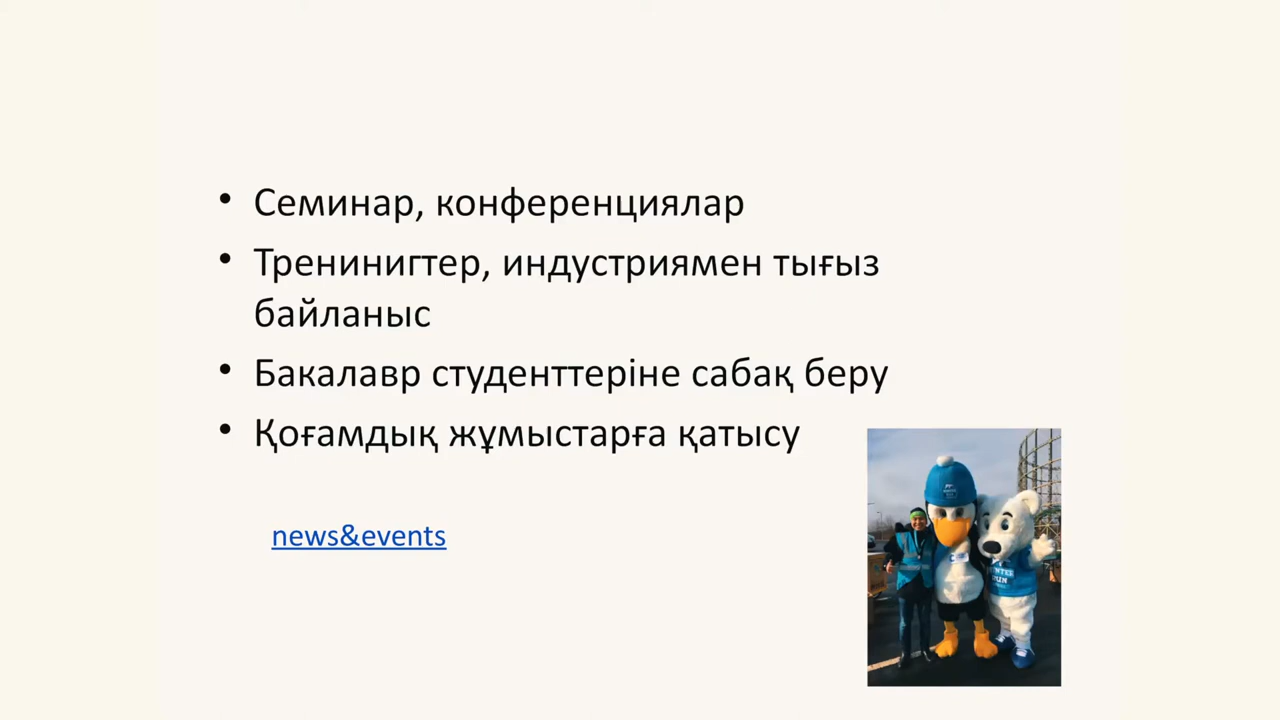 • Семинар, конференциялар
• Тренинигтер, индустриямен тығыз
байланыс
• Бакалавр студенттеріне сабақ беру
• Қоғамдық жұмыстарға қатысу
news&events